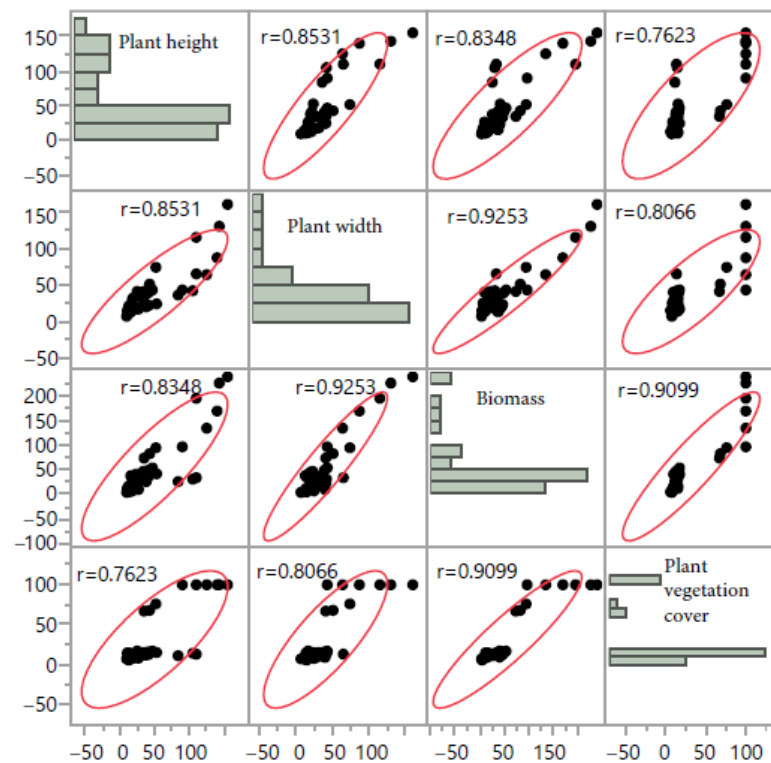 150
100
50
0
−50
Plant height
r=0.8531
r=0.8348
r=0.7623
150
100
50
0
−50
r=0.8531
Plant width
r=0.9253
r=0.8066
200
150
100
50
0
−50
−100
r=0.8348
r=0.9253
Biomass
r=0.9099
100
50
0
−50
r=0.7623
r=0.8066
r=0.9099
Plant
vegetation
cover
−50 0 50 100
−50 0 50 100
−50 50 150
−50 0 50 100